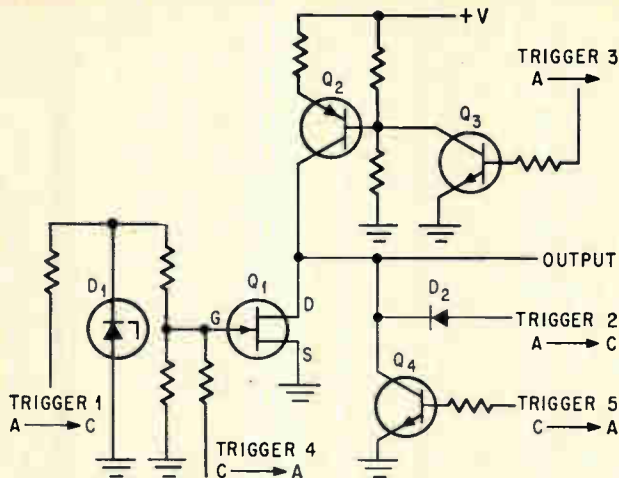 +V
TRIGGER 3
A → 
Q2
Q3
D1
Q1
D
G
S
OUTPUT
D2
TRIGGER 2
A → C
Q4
TRIGGER 5
C → A
TRIGGER 1
A → C
TRIGGER 4
C → A